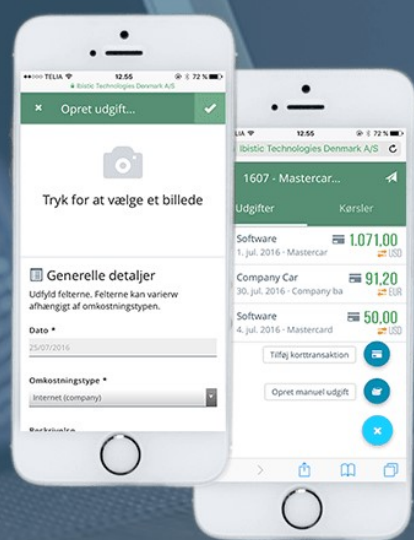 TELIA 12.55 72 %
Ibistic Technologies Denmark A/S
Opret udgift...
Tryk for at vælge et billede
Generelle detaljer
Udfyld felterne. Felterne kan varierw
afhængigt af omkostningstypen.
Dato *
25/07/2016
Omkostningstype *
Internet (company)
Beskrivelse
LIA 12.55 72 %
Ibistic Technologies Denmark A/S
1607 - Mastercar...
Udgifter Kørsler
Software 1.071,00
1. jul. 2016 - Mastercar USD
Company Car 91,20
30. jul. 2016 - Company ba EUR
Software 50,00
4. jul. 2016 - Mastercard USD
Tilføj korttransaktion
Opret manuel udgift